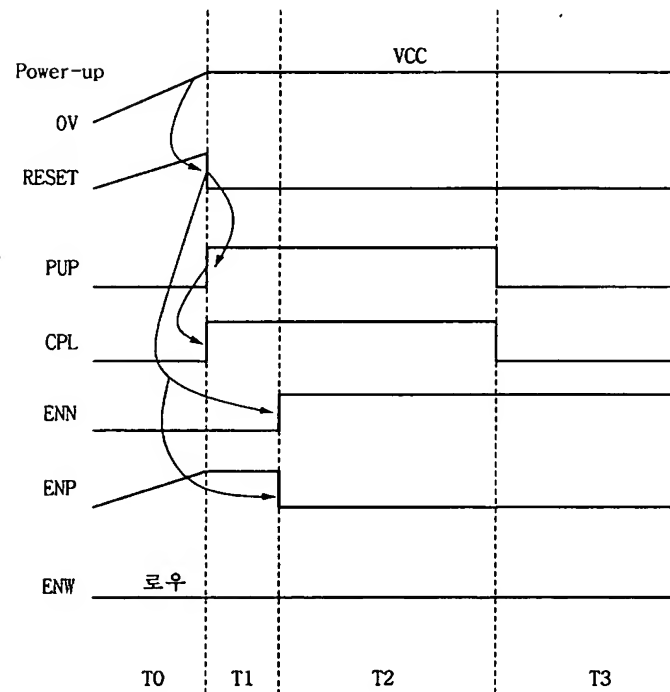 VCC
Power-up
0V
RESET
PUP
CPL
ENN
ENP
ENW 로우
T0 T1 T2 T3